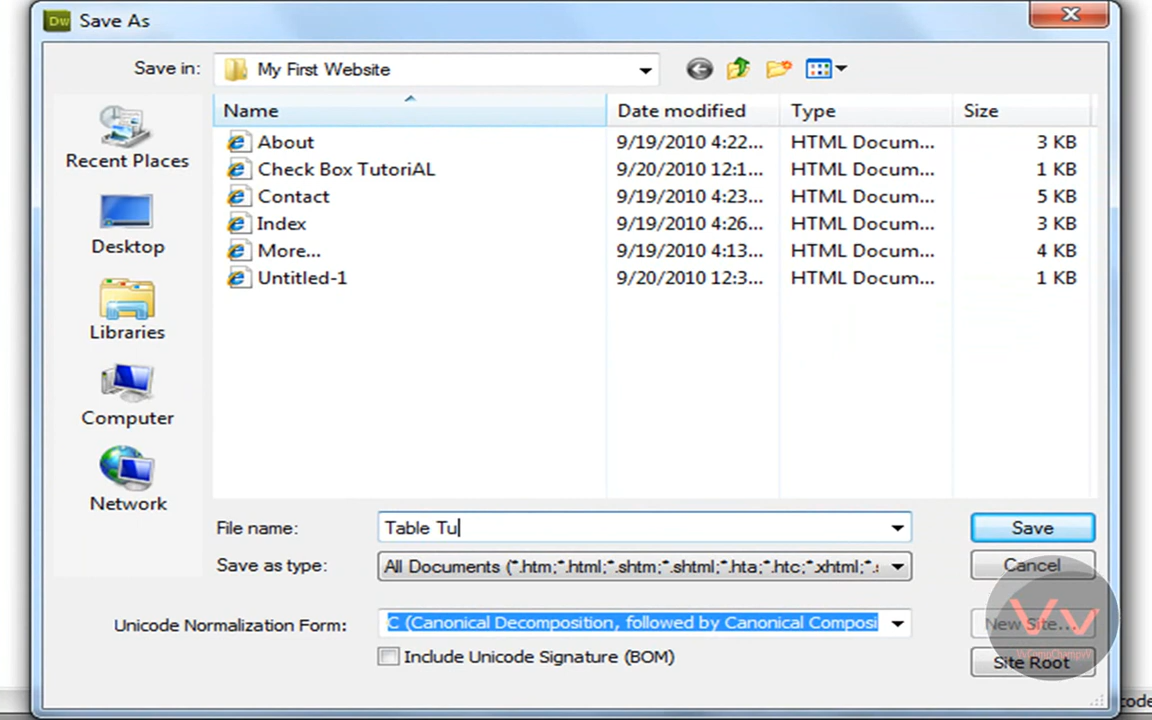 Dw Save As
Save in: My First Website
Name Date modified Type Size
Recent Places
Desktop
Libraries
Computer
Network
About 9/19/2010 4:22... HTML Docum... 3 KB
Check Box TutoriAL 9/20/2010 12:1... HTML Docum... 1 KB
Contact 9/19/2010 4:23... HTML Docum... 5 KB
Index 9/19/2010 4:26... HTML Docum... 3 KB
More... 9/19/2010 4:13... HTML Docum... 4 KB
Untitled-1 9/20/2010 12:3... HTML Docum... 1 KB
File name: Table Tu Save
Save as type: All Documents (*.htm;*.html;*.shtm;*.shtml;*.hta;*.htc;*.xhtml;*.s Cancel
Unicode Normalization Form: C (Canonical Decomposition, followed by Canonical Composi New Site...
Include Unicode Signature (BOM) Site Root
Vv
code